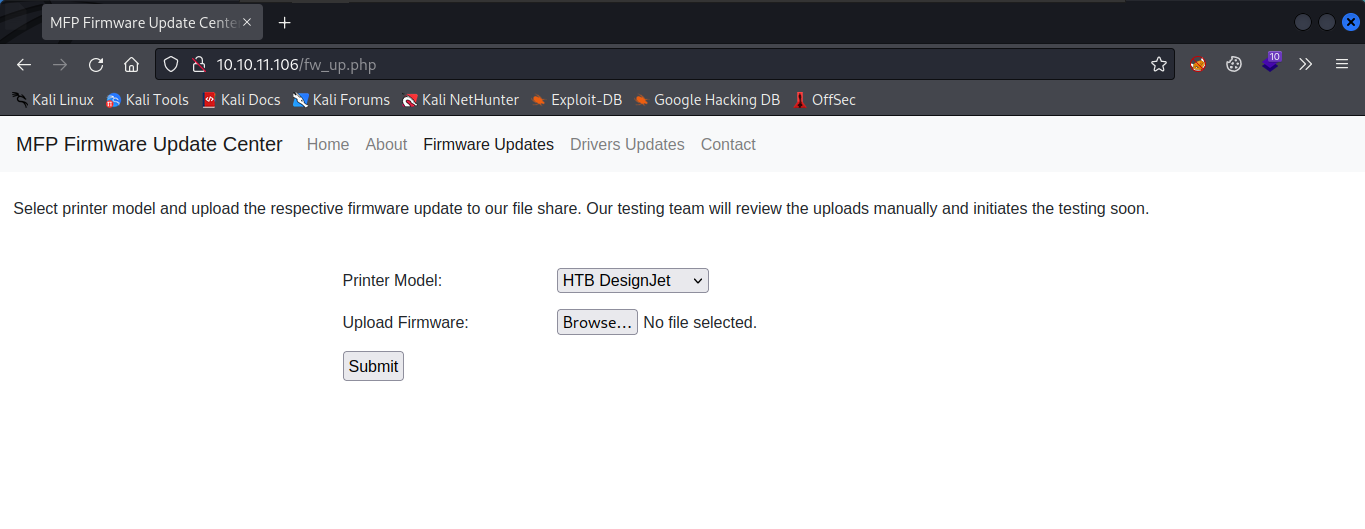 MFP Firmware Update Cente
10.10.11.106/fw_up.php
10
Kali Linux Kali Tools Kali Docs Kali Forums Kali NetHunter Exploit-DB Google Hacking DB OffSec
MFP Firmware Update Center Home About Firmware Updates Drivers Updates Contact
Select printer model and upload the respective firmware update to our file share. Our testing team will review the uploads manually and initiates the testing soon.
Printer Model: HTB DesignJet
Upload Firmware: Browse... No file selected.
Submit